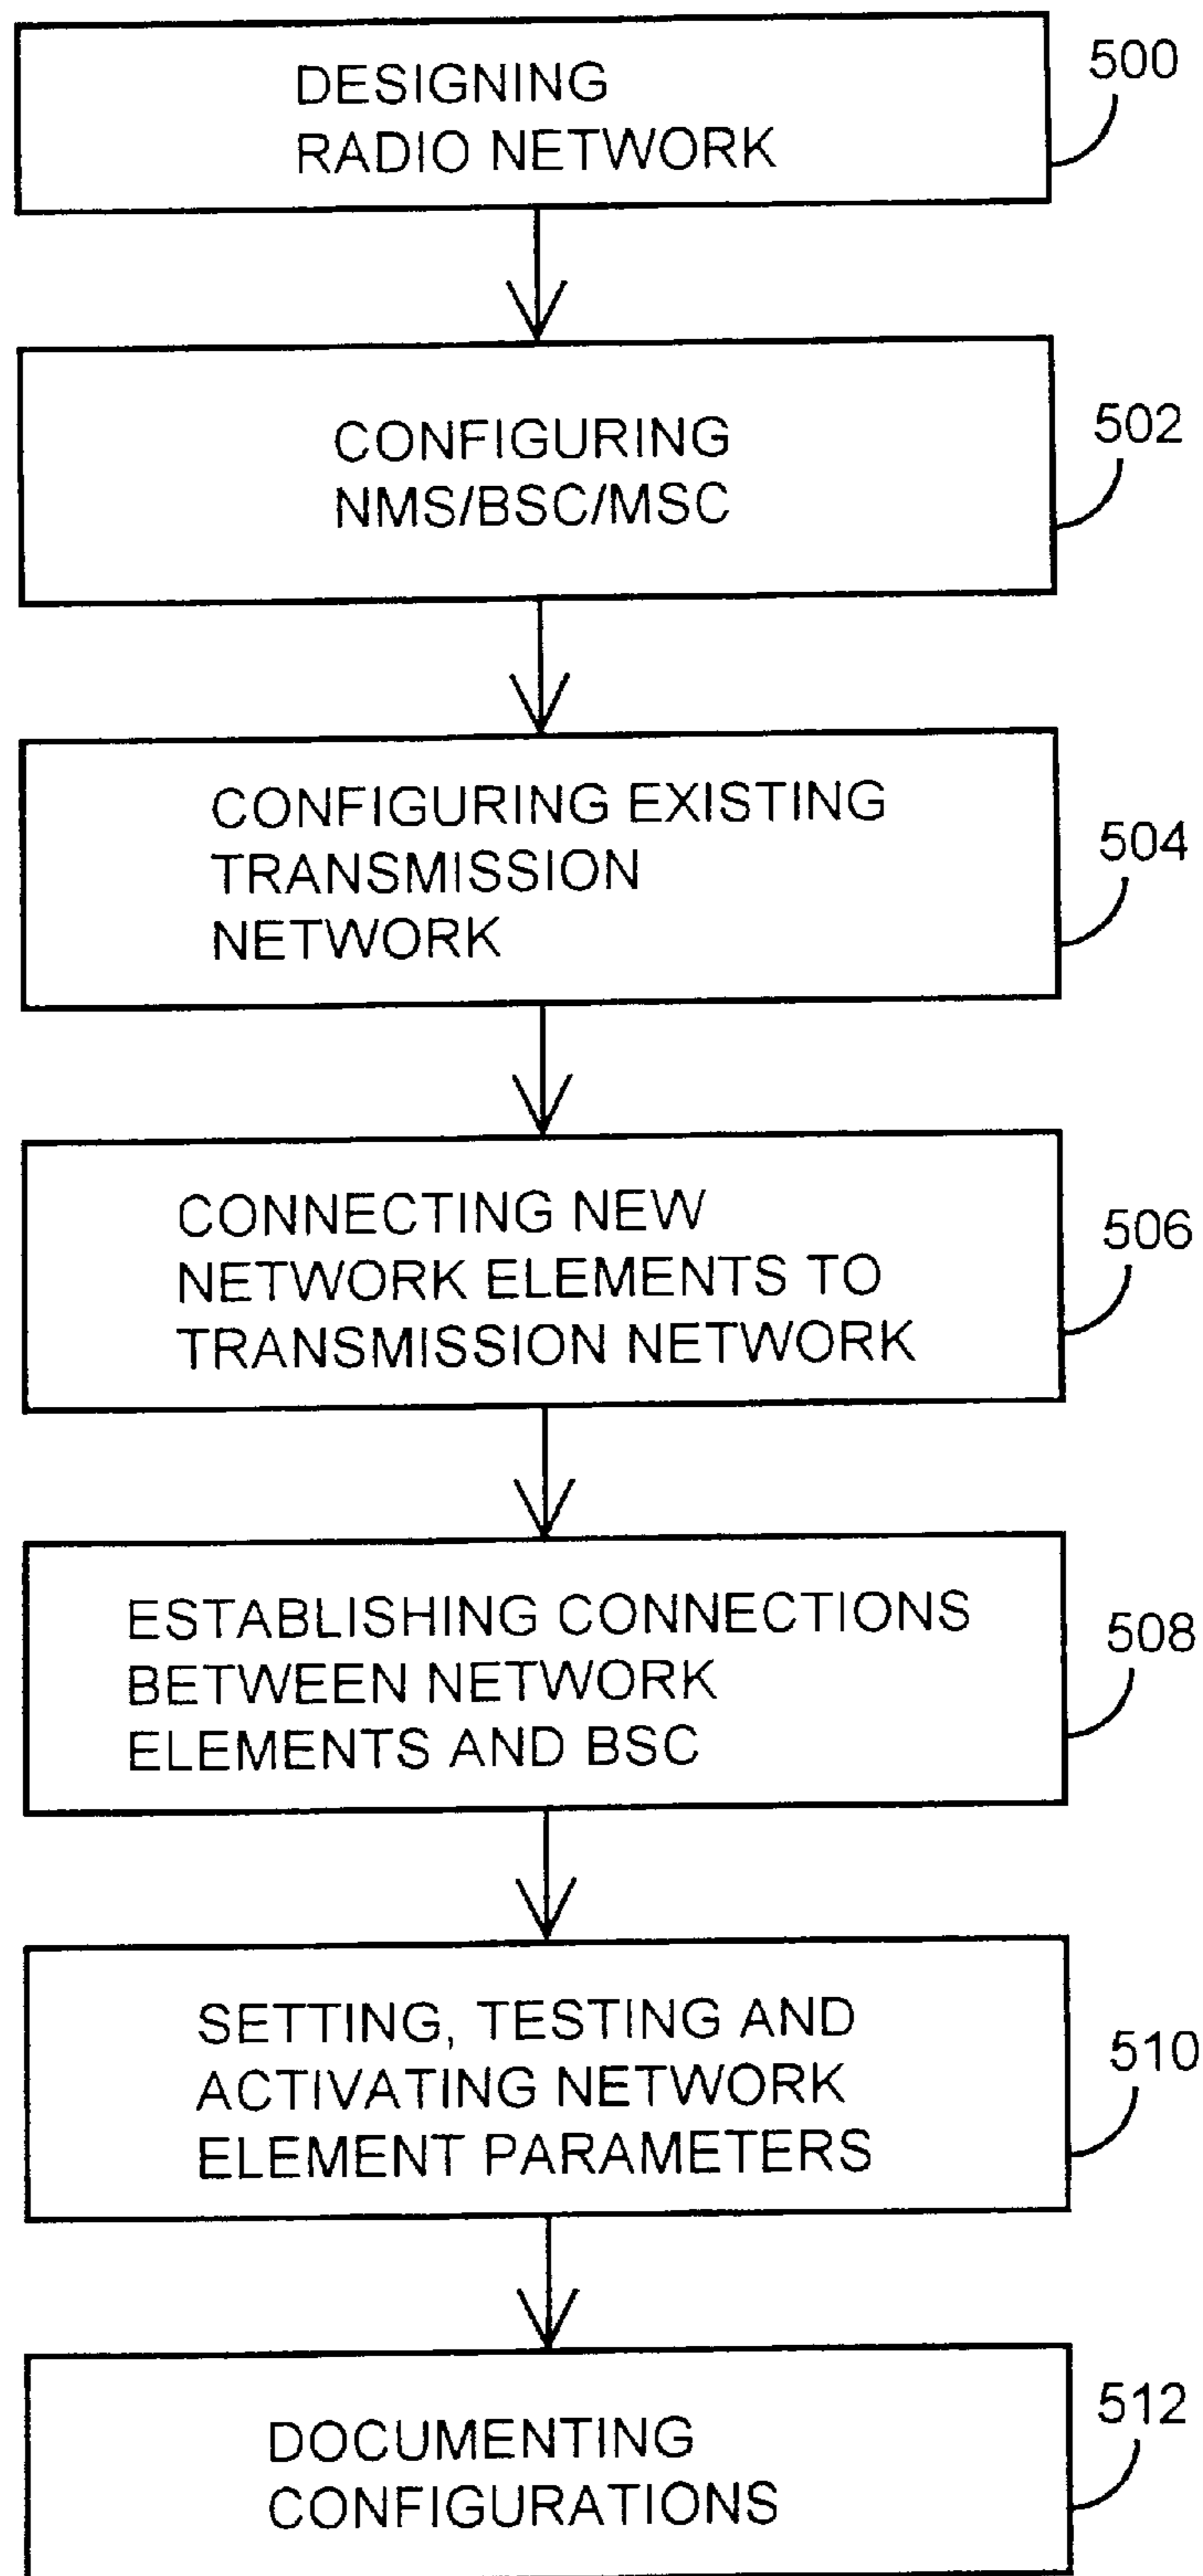 DESIGNING
RADIO NETWORK
500
CONFIGURING
NMS/BSC/MSC
502
CONFIGURING EXISTING
TRANSMISSION
NETWORK
504
CONNECTING NEW
NETWORK ELEMENTS TO
TRANSMISSION NETWORK
506
ESTABLISHING CONNECTIONS
BETWEEN NETWORK
ELEMENTS AND BSC
508
SETTING, TESTING AND
ACTIVATING NETWORK
ELEMENT PARAMETERS
510
DOCUMENTING
CONFIGURATIONS
512